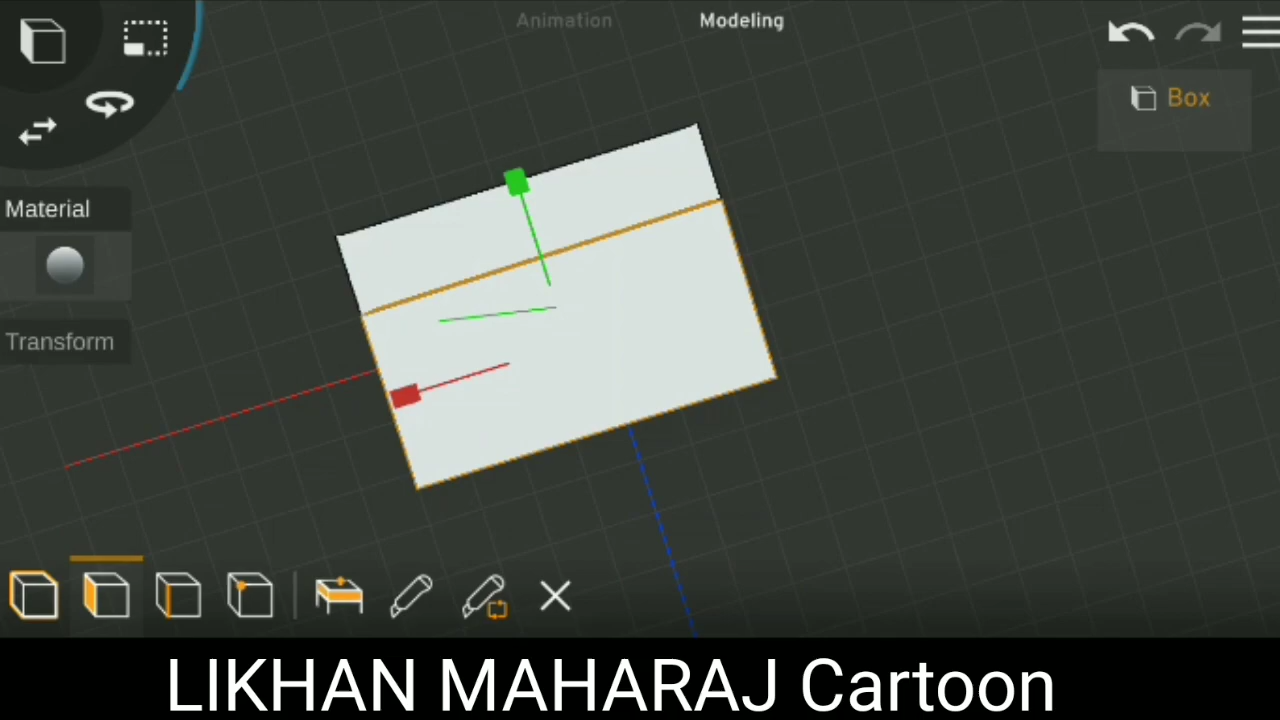 Animation
Modeling
Box
Material
Transform
LIKHAN MAHARAJ Cartoon